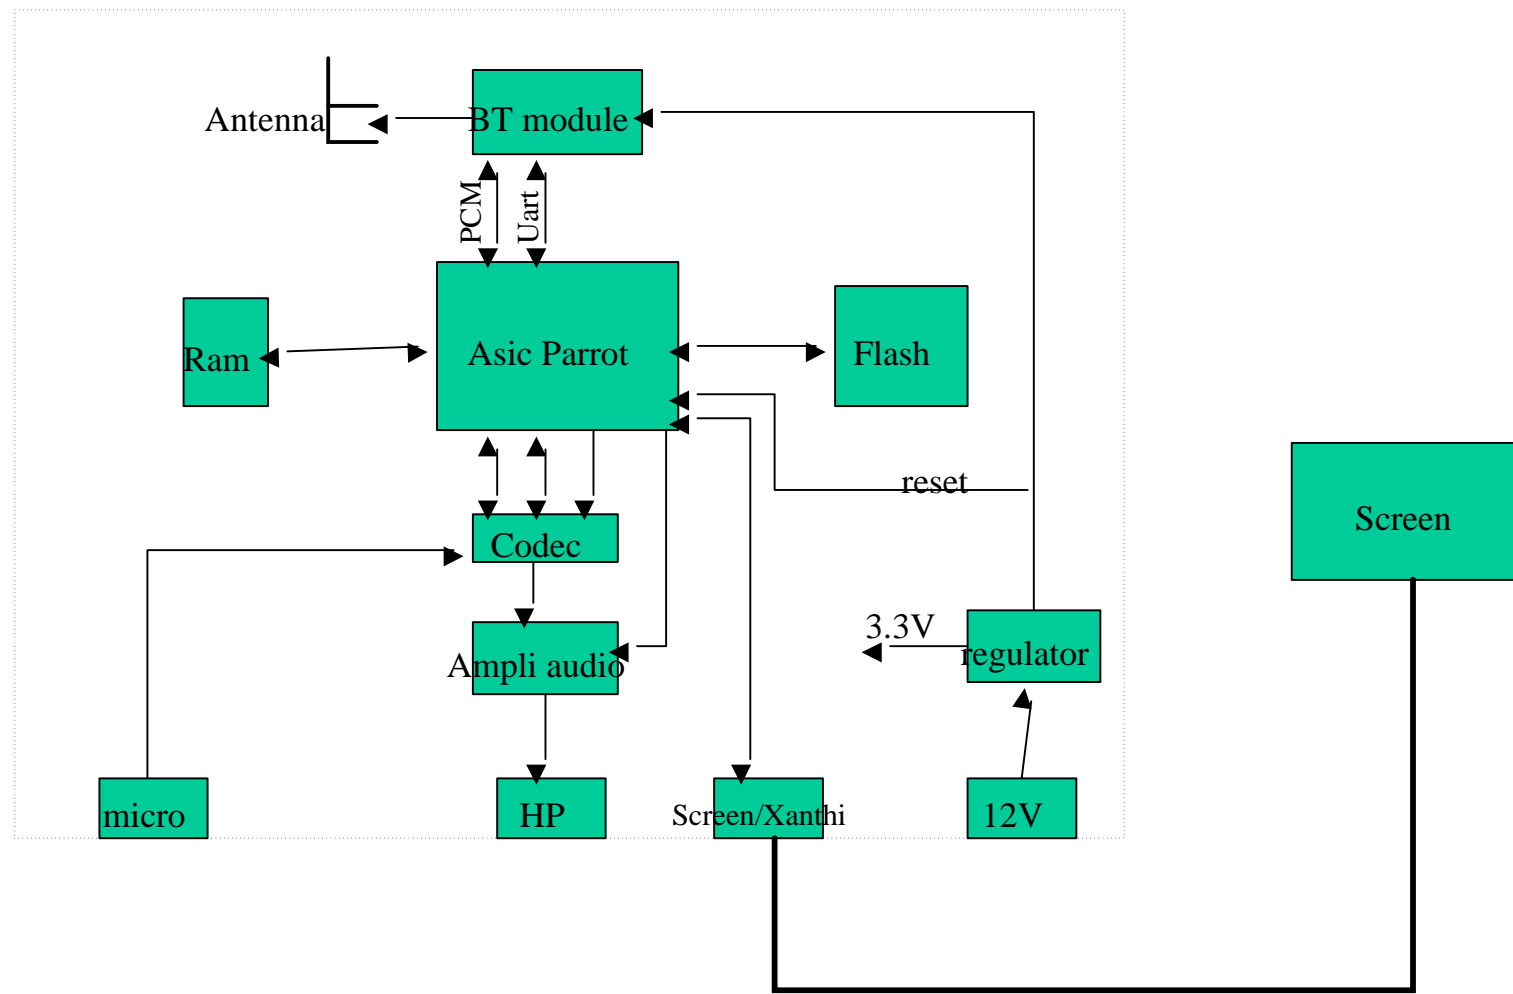 Antenna
BT module
PCM
Uart
Ram
Asic Parrot
Flash
reset
Screen
Codec
3.3V
regulator
Ampli audio
micro
HP
Screen/Xanthi
12V